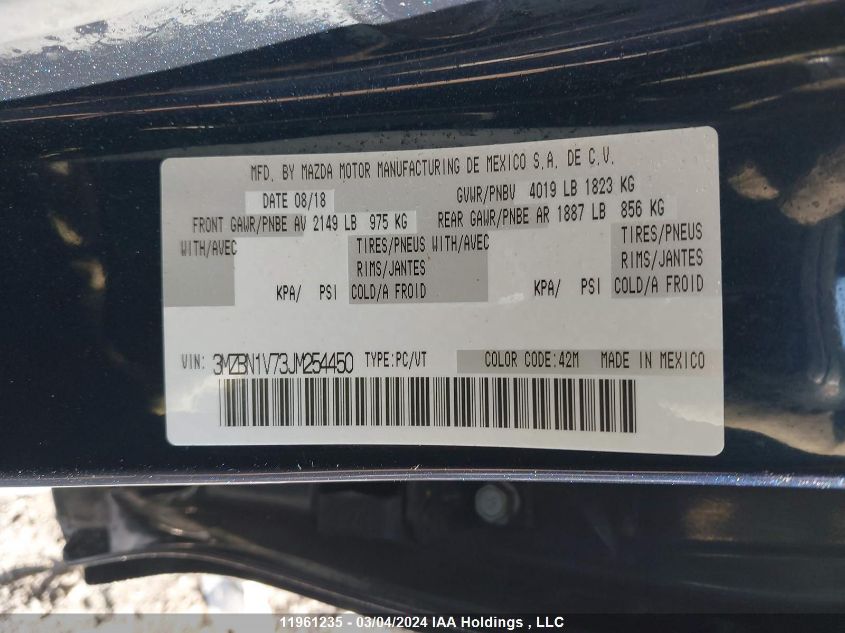 MFD. BY MAZDA MOTOR MANUFACTURING DE MEXICO S.A. DE C.V.
DATE 08/18 GVWR/PNBV 4019 LB 1823 KG
FRONT GAWR/PNBE AV 2149 LB 975 KG REAR GAWR/PNBE AR 1887 LB 856 KG
WITH/AVEC TIRES/PNEUS WITH/AVEC TIRES/PNEUS
RIMS/JANTES RIMS/JANTES
KPA/ PSI COLD/A FROID KPA/ PSI COLD/A FROID
VIN: 3MZBN1V73JM254450 TYPE:PC/VT COLOR CODE:42M MADE IN MEXICO
11961235 - 03/04/2024 IAA Holdings , LLC